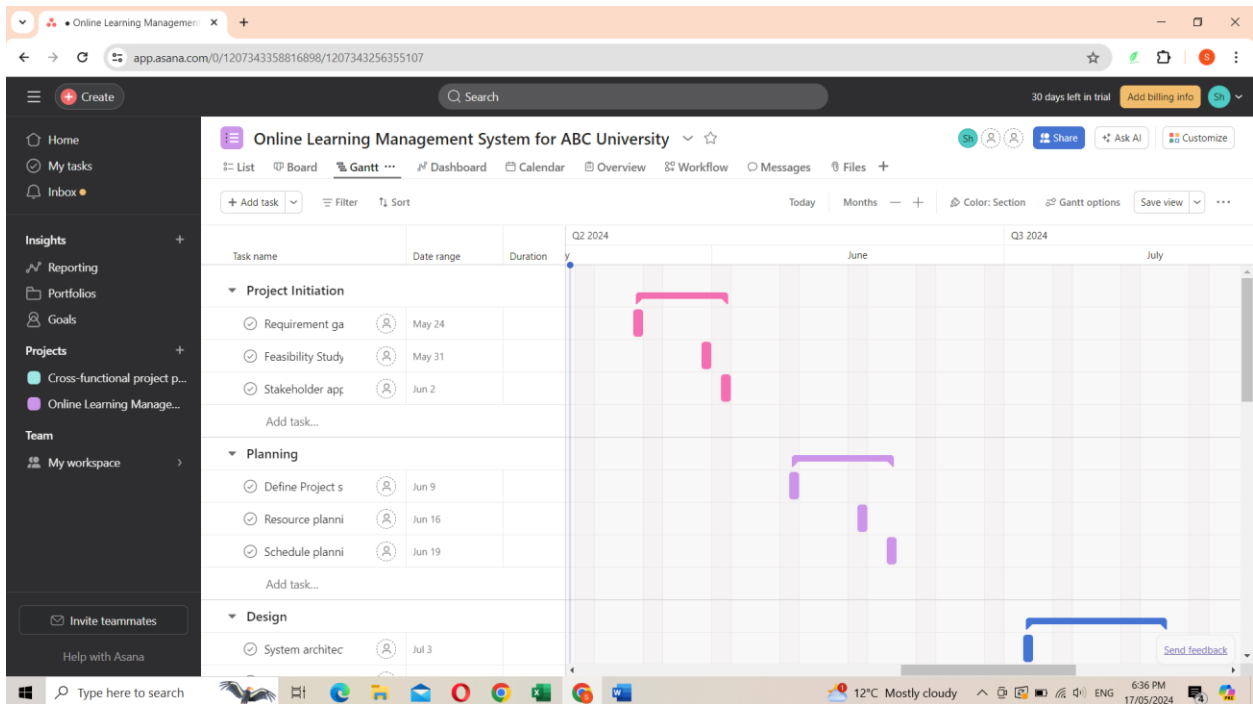 • Online Learning Management
app.asana.com/0/1207343358816898/1207343256355107
S
Create
Search
30 days left in trial
Add billing info
Sh
Home
My tasks
Inbox
Insights
Reporting
Portfolios
Goals
Projects
Cross-functional project p...
Online Learning Manage...
Team
My workspace
Invite teammates
Help with Asana
Online Learning Management System for ABC University
Sh
Share
Ask AI
Customize
List Board Gantt ... Dashboard Calendar Overview Workflow Messages Files
+ Add task Filter Sort Today Months Color: Section Gantt options Save view ...
Q2 2024 Q3 2024
Task name Date range Duration y June July
Project Initiation
Requirement ga May 24
Feasibility Study May 31
Stakeholder app Jun 2
Add task...
Planning
Define Project s Jun 9
Resource planni Jun 16
Schedule planni Jun 19
Add task...
Design
System architec Jul 3
Send feedback
Type here to search
12°C Mostly cloudy
ENG
6:36 PM
17/05/2024
4
PRE